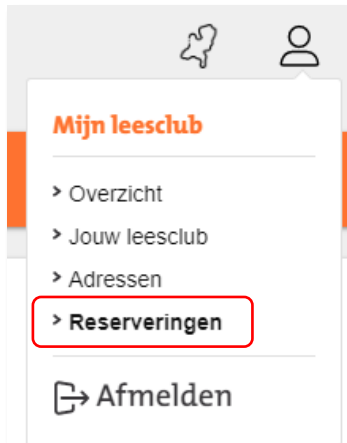 Mijn leesclub
Overzicht
Jouw leesclub
Adressen
Reserveringen
Afmelden